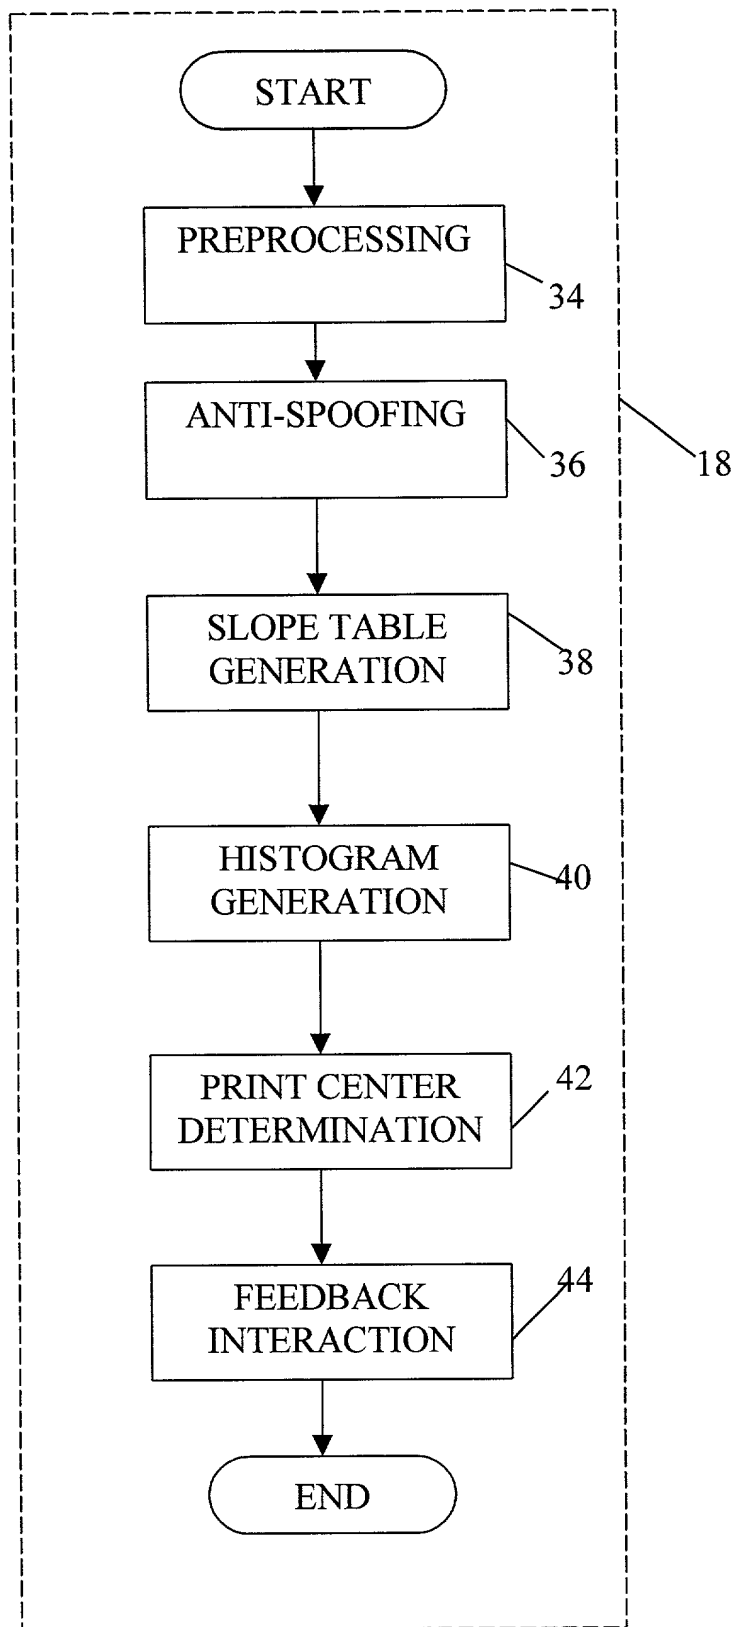 START
PREPROCESSING
34
ANTI-SPOOFING
36
18
SLOPE TABLE
GENERATION
38
HISTOGRAM
GENERATION
40
PRINT CENTER
DETERMINATION
42
FEEDBACK
INTERACTION
44
END